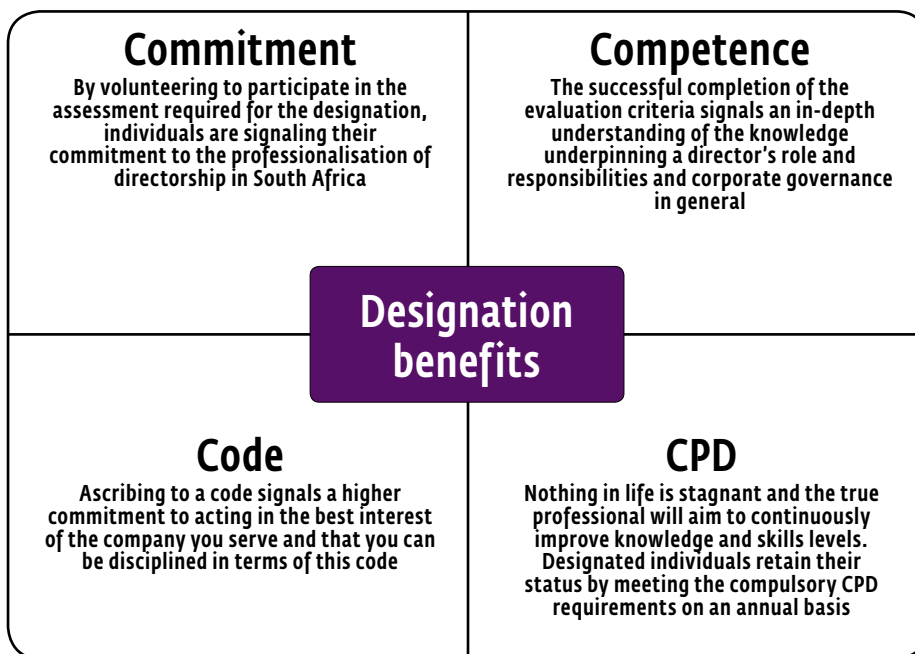 Commitment
By volunteering to participate in the
assessment required for the designation,
individuals are signaling their
commitment to the professionalisation of
directorship in South Africa
Competence
The successful completion of the
evaluation criteria signals an in-depth
understanding of the knowledge
underpinning a director's role and
responsibilities and corporate governance
in general
Designation
benefits
Code
Ascribing to a code signals a higher
commitment to acting in the best interest
of the company you serve and that you can
be disciplined in terms of this code
CPD
Nothing in life is stagnant and the true
professional will aim to continuously
improve knowledge and skills levels.
Designated individuals retain their
status by meeting the compulsory CPD
requirements on an annual basis